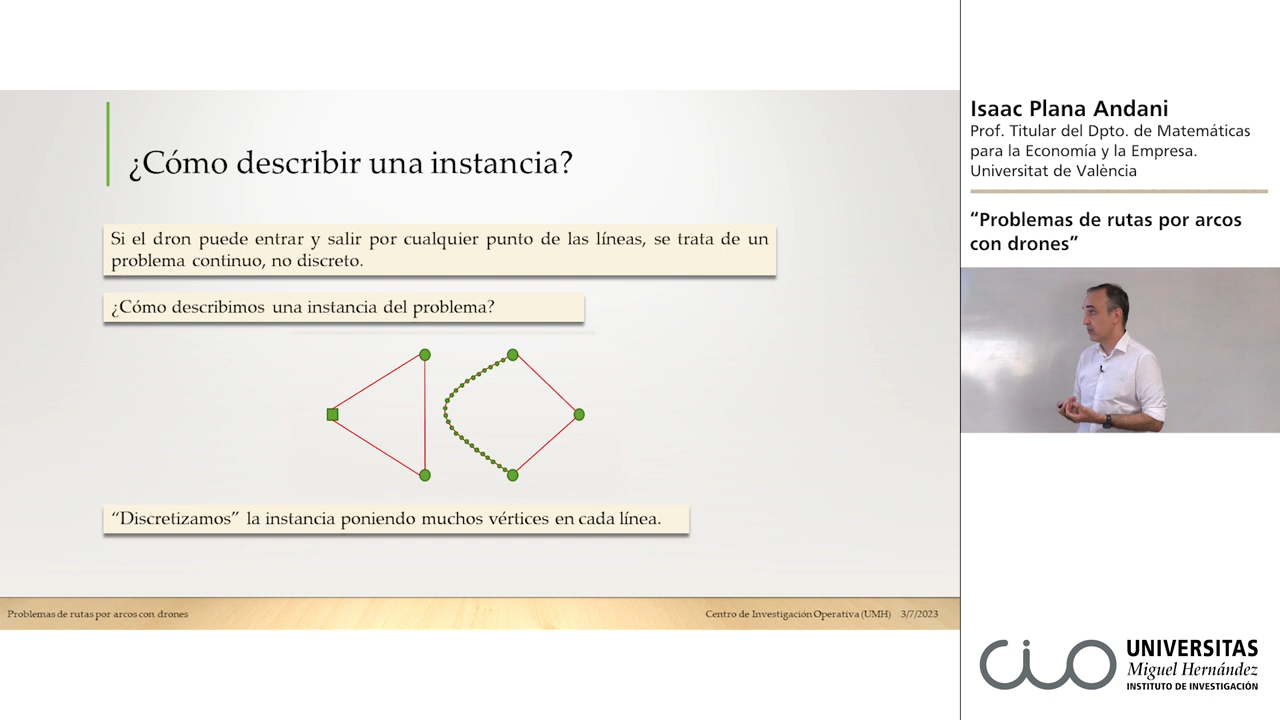 ¿Cómo describir una instancia?
Si el dron puede entrar y salir por cualquier punto de las líneas, se trata de un
problema continuo, no discreto.
¿Cómo describimos una instancia del problema?
“Discretizamos” la instancia poniendo muchos vértices en cada línea.
Problemas de rutas por arcos con drones
Centro de Investigación Operativa (UMH) 3/7/2023
Isaac Plana Andani
Prof. Titular del Dpto. de Matemáticas
para la Economía y la Empresa.
Universitat de València
“Problemas de rutas por arcos
con drones”
cio
UNIVERSITAS
Miguel Hernández
INSTITUTO DE INVESTIGACIÓN